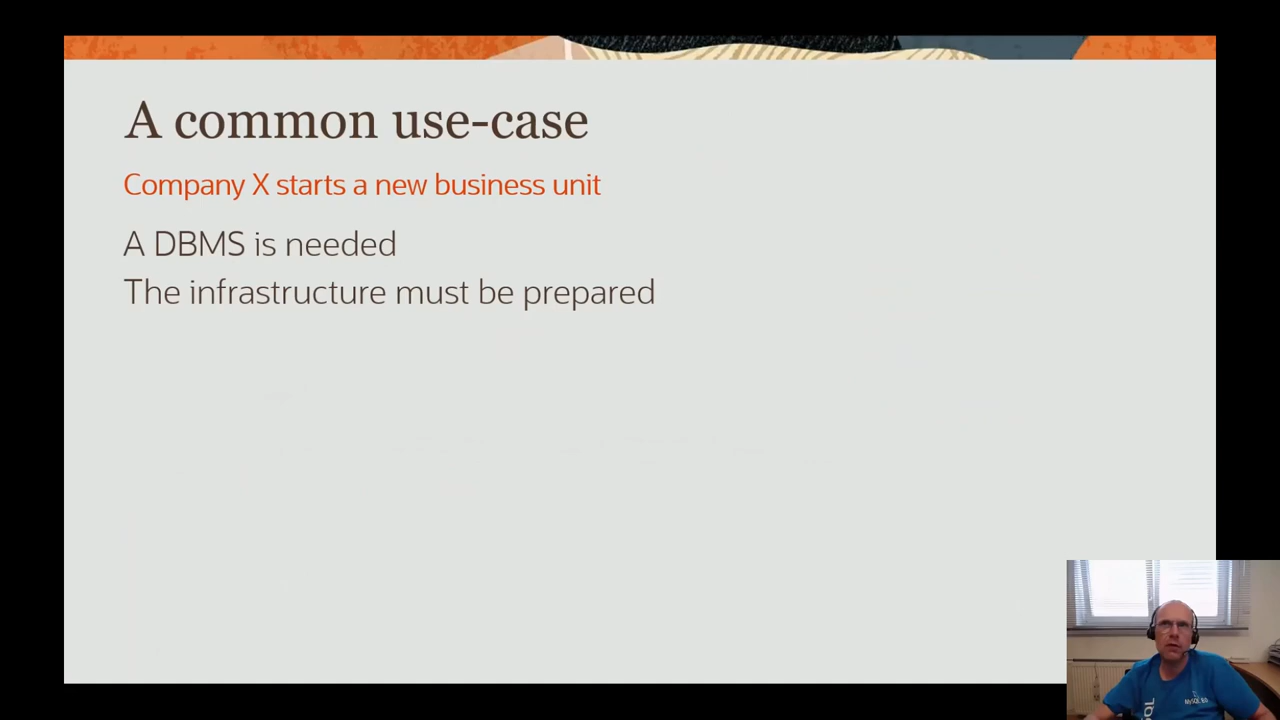 A common use-case
Company X starts a new business unit
A DBMS is needed
The infrastructure must be prepared